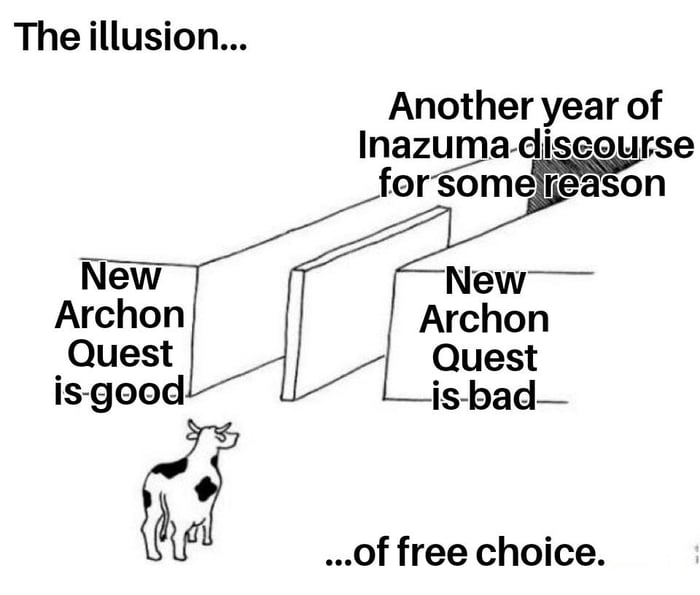 The illusion...
Another year of
Inazuma discourse
for some reason
New
Archon
Quest
is good
New
Archon
Quest
is bad
...of free choice.